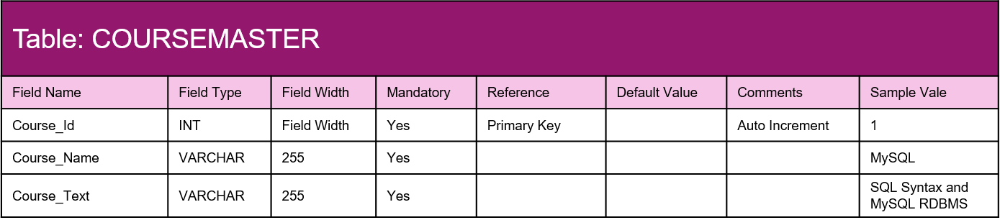 Table: COURSEMASTER
Field Name Field Type Field Width Mandatory Reference Default Value Comments Sample Vale
Course_Id INT Field Width Yes Primary Key Auto Increment 1
Course_Name VARCHAR 255 Yes MySQL
Course_Text VARCHAR 255 Yes SQL Syntax and
MySQL RDBMS